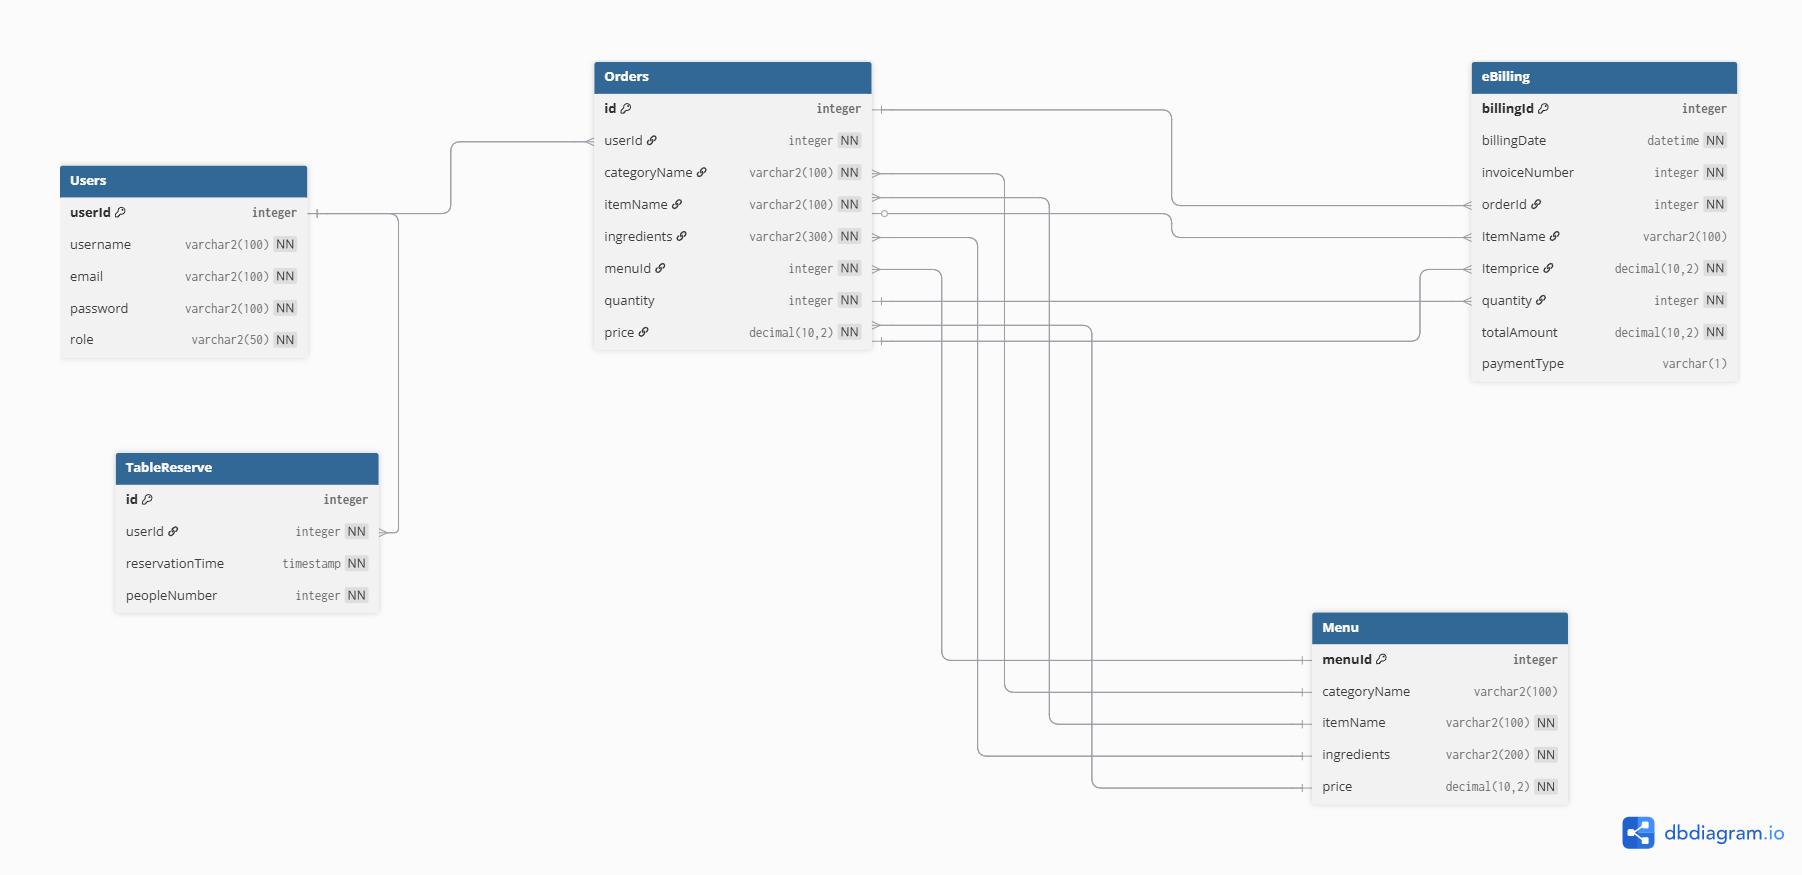 Users
userId integer
username varchar2(100) NN
email varchar2(100) NN
password varchar2(100) NN
role varchar2(50) NN
TableReserve
id integer
userId integer NN
reservationTime timestamp NN
peopleNumber integer NN
Orders
id integer
userId integer NN
categoryName varchar2(100) NN
itemName varchar2(100) NN
ingredients varchar2(300) NN
menuId integer NN
quantity integer NN
price decimal(10,2) NN
eBilling
billingId integer
billingDate datetime NN
invoiceNumber integer NN
orderId integer NN
ItemName varchar2(100)
Itemprice decimal(10,2) NN
quantity integer NN
totalAmount decimal(10,2) NN
paymentType varchar(1)
Menu
menuId integer
categoryName varchar2(100)
itemName varchar2(100) NN
ingredients varchar2(200) NN
price decimal(10,2) NN
dbdiagram.io